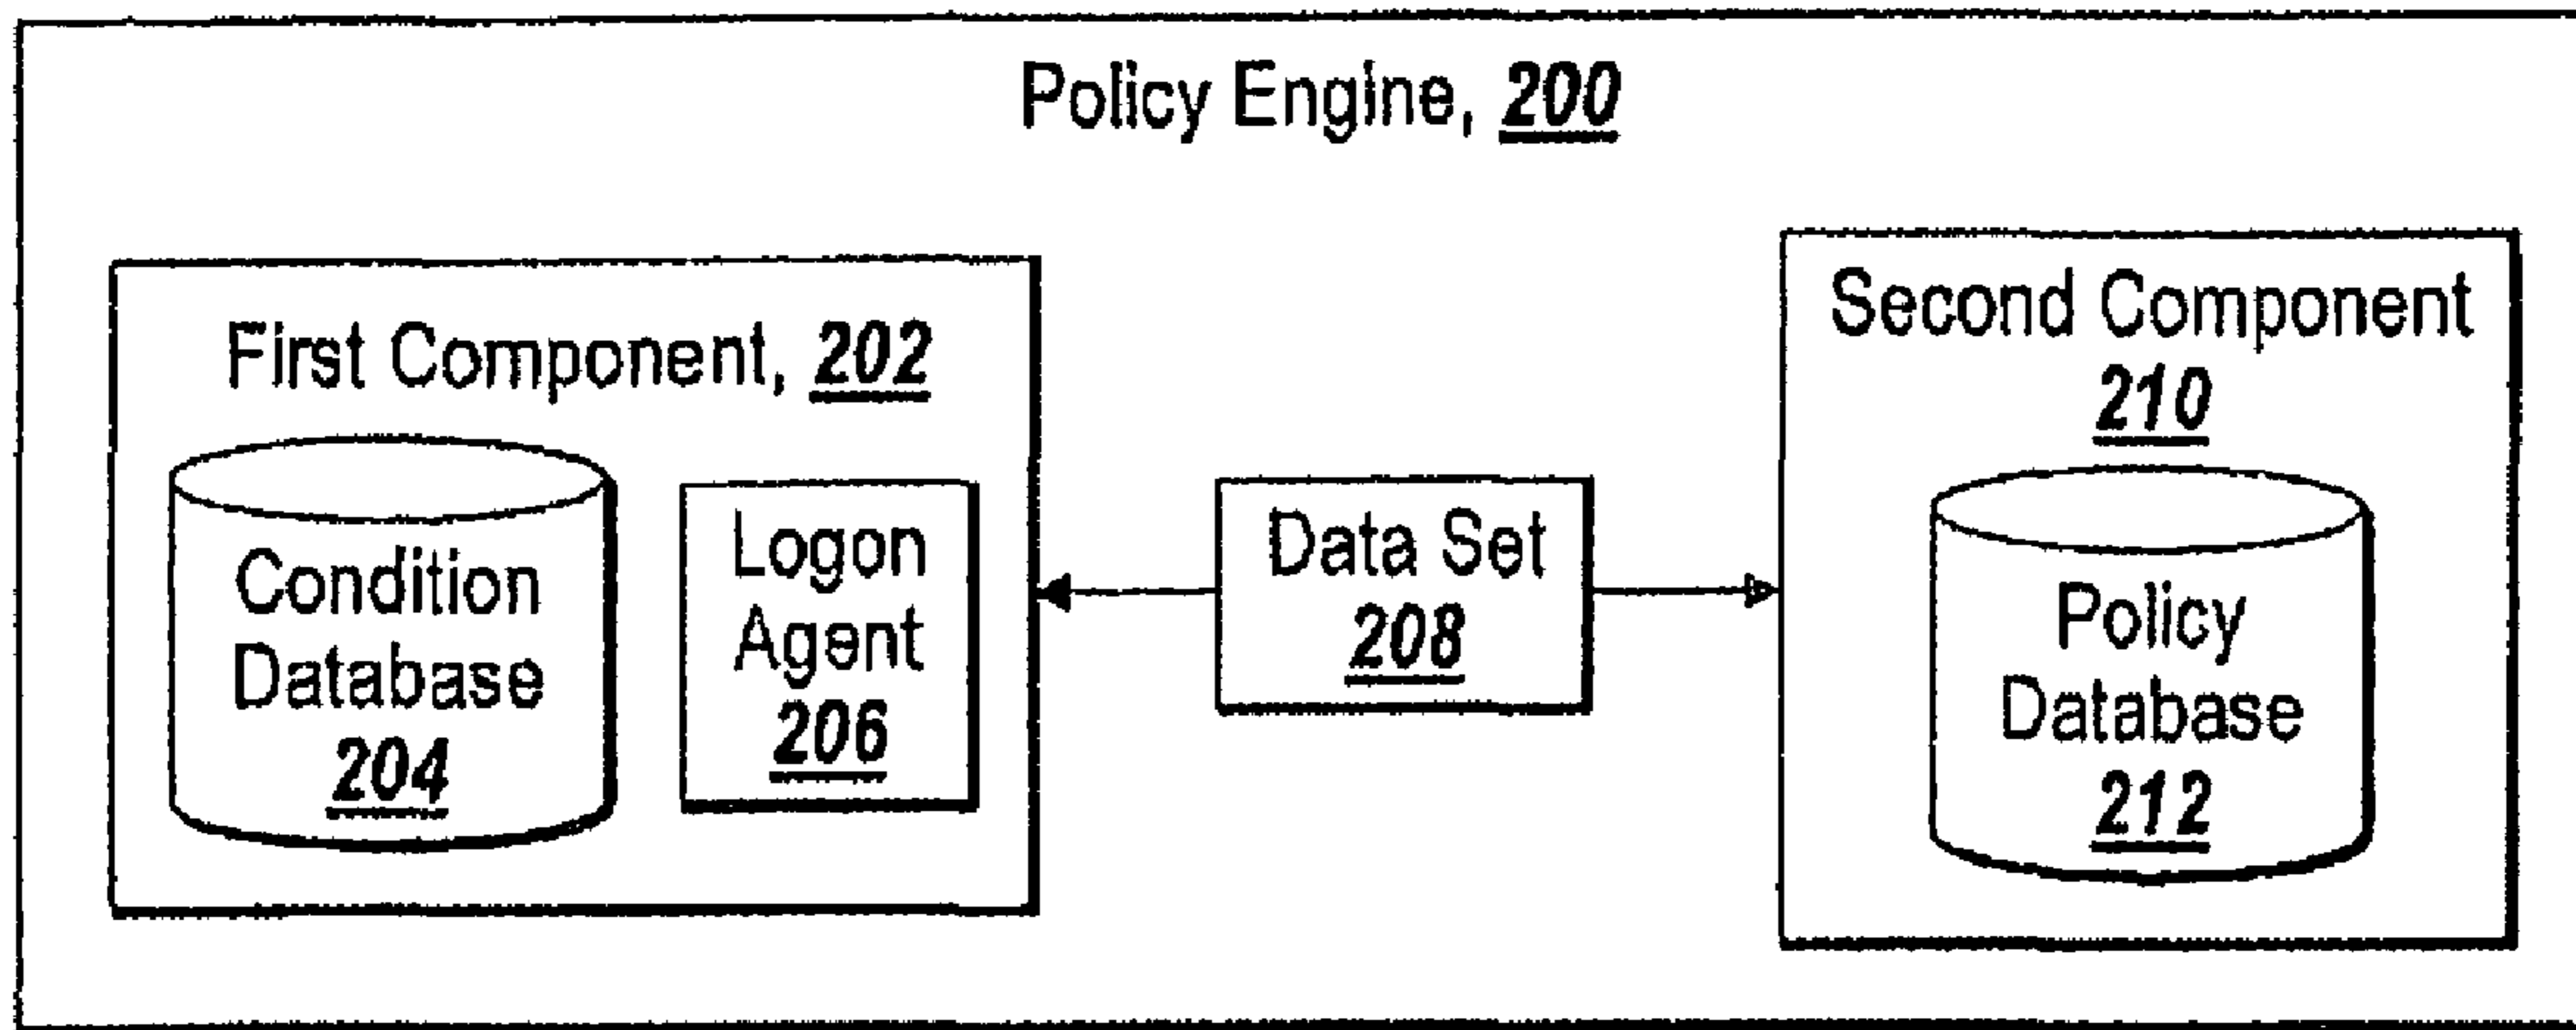 Policy Engine, 200
First Component, 202
Condition
Database
204
Logon
Agent
206
Data Set
208
Second Component
210
Policy
Database
212